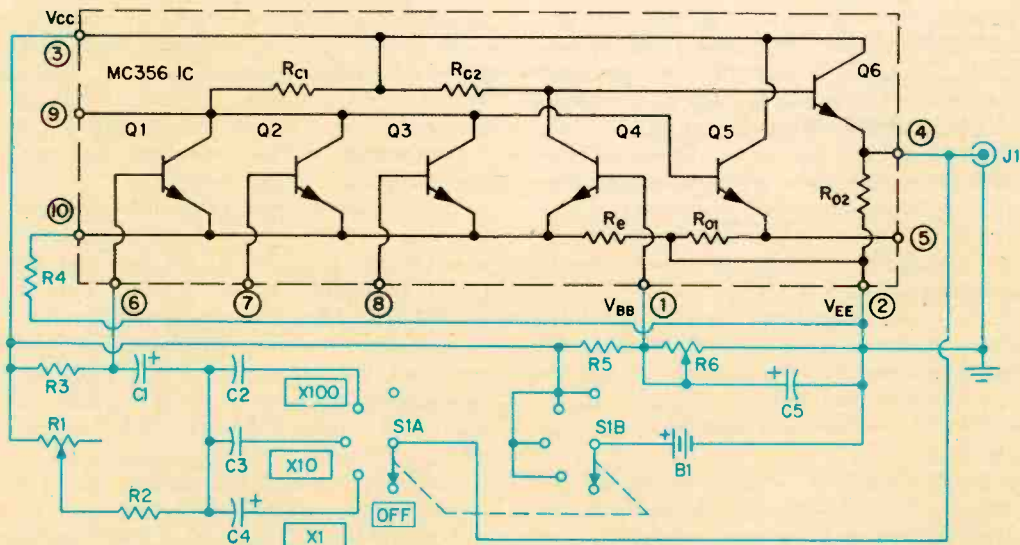 Vcc
③
MC356 IC
RC1
RC2
Q6
⑨
Q1
Q2
Q3
Q4
Q5
④
J1
⑩
Re
RO1
RO2
⑤
R4
⑥
⑦
⑧
VBB
①
VEE
②
R3
C1
+
C2
X100
R5
R6
+
C5
R1
S1A
S1B
+
B1
C3
X10
R2
C4
+
OFF
X1